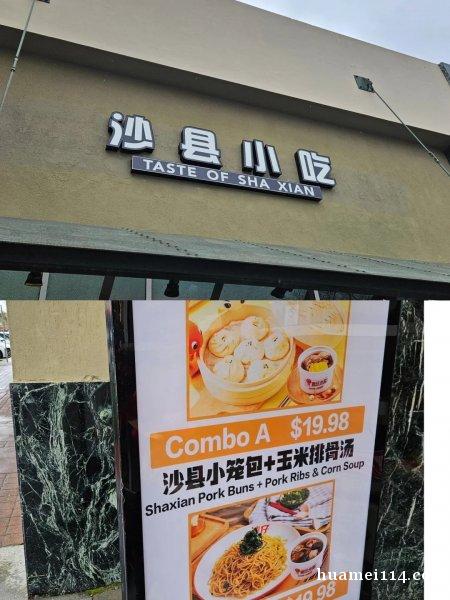 沙县小吃
TASTE OF SHA XIAN
Combo A $19.98
沙县小笼包+玉米排骨汤
Shaxian Pork Buns + Pork Ribs & Corn Soup
huamei114.c